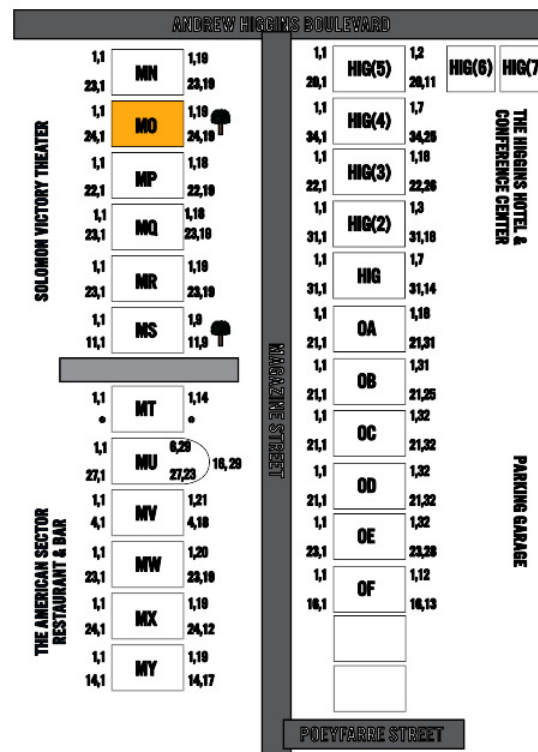 ANDREW HIGGINS BOULEVARD
SOLOMON VICTORY THEATER
1,1 MN 1,19
23,1 23,19
1,1 MO 1,19
24,1 24,19
1,1 MP 1,18
22,1 22,19
1,1 MQ 1,18
23,1 23,19
1,1 MR 1,19
23,1 23,19
1,1 MS 1,9
11,1 11,9
THE AMERICAN SECTOR
RESTAURANT & BAR
1,1 MT 1,14
* *
1,1 MU 6,29
27,1 27,23 16, 29
1,1 MV 1,21
4,1 4,18
1,1 MW 1,20
23,1 23,19
1,1 MX 1,19
24,1 24,12
1,1 MY 1,19
14,1 14,17
MAGAZINE STREET
1,1 HIG(5) 1,2
20,1 20,11
HIG(6) HIG(7
1,1 HIG(4) 1,7
34,1 34,25
1,1 HIG(3) 1,18
22,1 22,26
1,1 HIG(2) 1,3
31,1 31,16
1,1 HIG 1,7
31,1 31,14
1,1 OA 1,18
21,1 21,31
1,1 OB 1,31
21,1 21,25
1,1 OC 1,32
21,1 21,32
1,1 OD 1,32
21,1 21,32
1,1 OE 1,32
23,1 23,28
1,1 OF 1,12
16,1 16,13
THE HIGGINS HOTEL &
CONFERENCE CENTER
PARKING GARAGE
POEYFARRE STREET